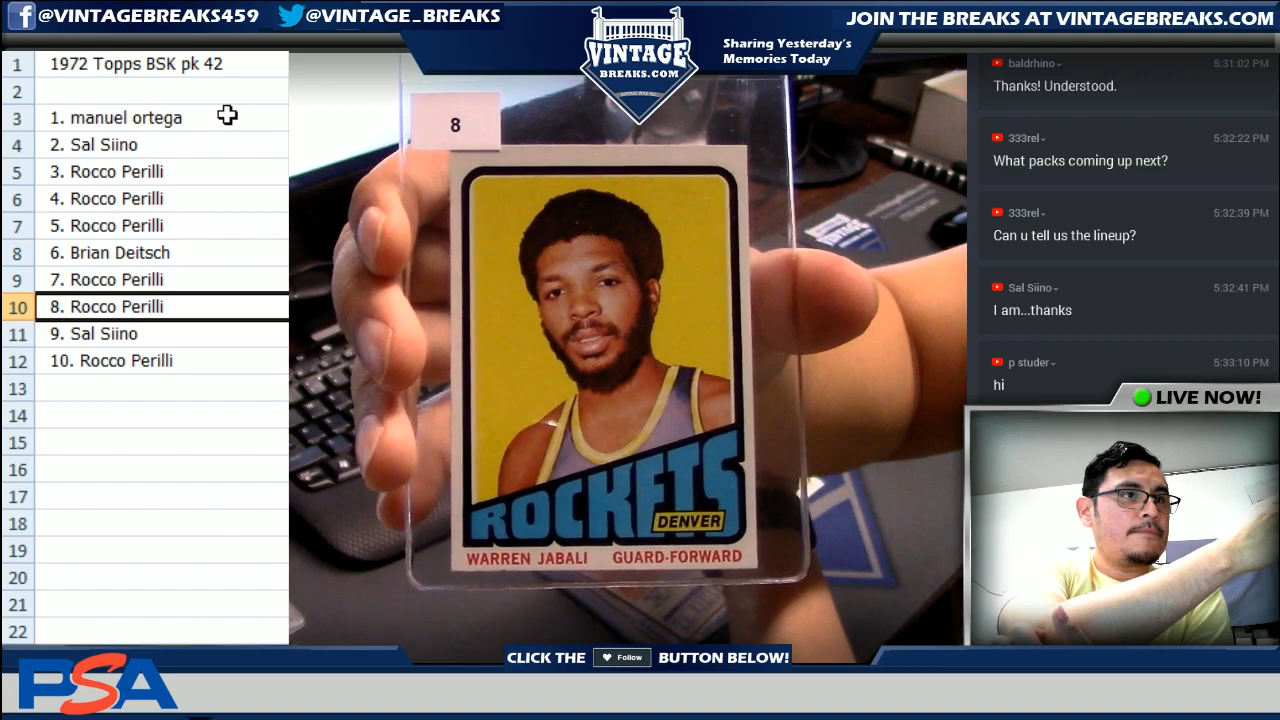 @VINTAGEBREAKS459
@VINTAGE_BREAKS
VINTAGE
BREAKS.COM
Sharing Yesterday's
Memories Today
JOIN THE BREAKS AT VINTAGEBREAKS.COM
1 1972 Topps BSK pk 42
2
3 1. manuel ortega
4 2. Sal Siino
5 3. Rocco Perilli
6 4. Rocco Perilli
7 5. Rocco Perilli
8 6. Brian Deitsch
9 7. Rocco Perilli
10 8. Rocco Perilli
11 9. Sal Siino
12 10. Rocco Perilli
13
14
15
16
17
18
19
20
21
22
8
ROCKETS
DENVER
WARREN JABALI GUARD-FORWARD
VINTAGE
baldrhino 5:31:02 PM
Thanks! Understood.
333rel 5:32:22 PM
What packs coming up next?
333rel 5:32:39 PM
Can u tell us the lineup?
Sal Siino 5:32:41 PM
I am...thanks
p studer 5:33:10 PM
hi
LIVE NOW!
CLICK THE Follow BUTTON BELOW!
PSA